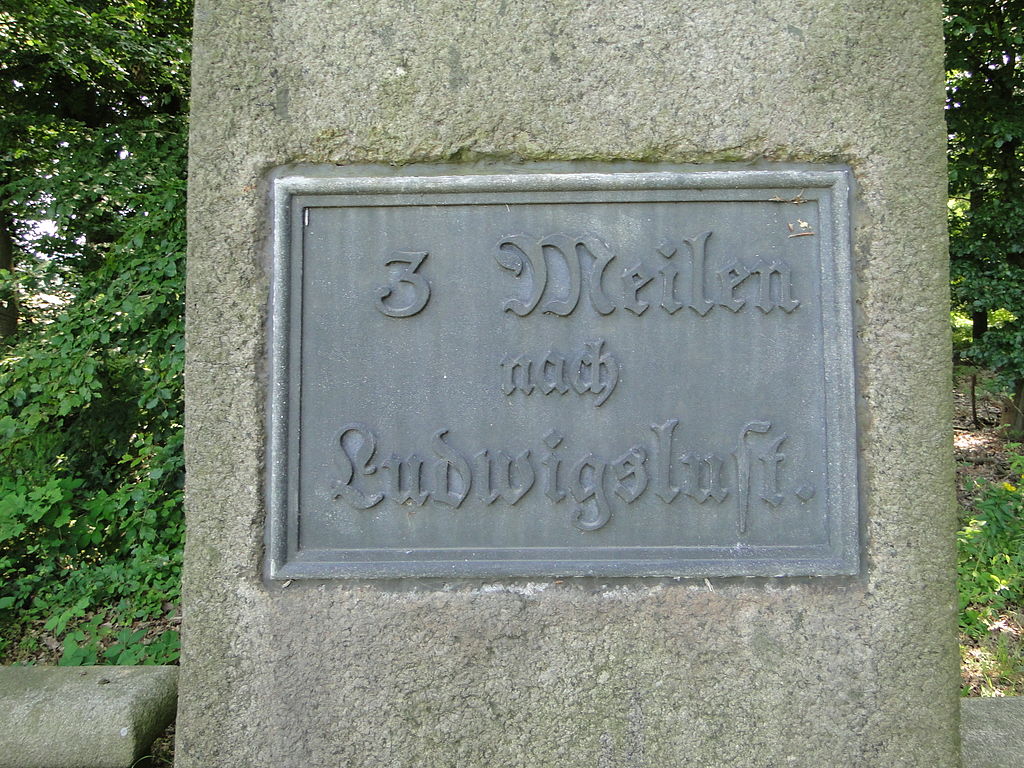 3 Meilen
nach
Ludwigsluſt.